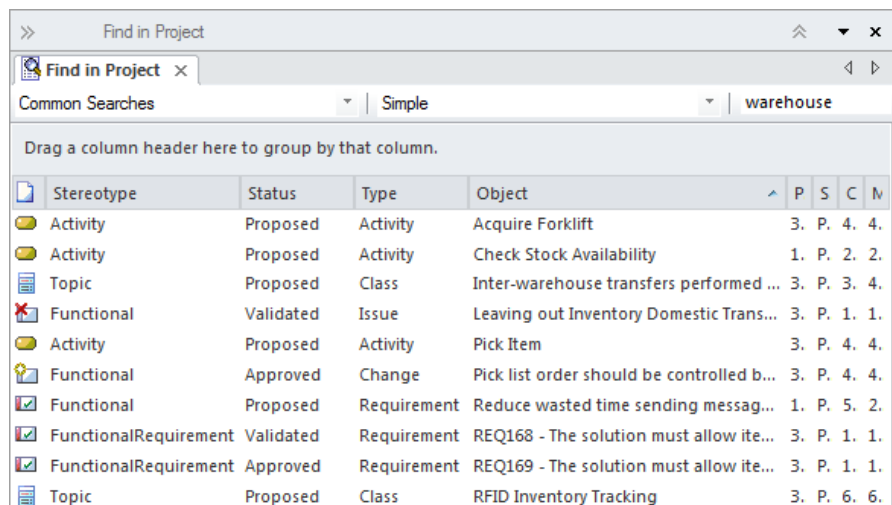 Find in Project
Find in Project
Common Searches Simple warehouse
Drag a column header here to group by that column.
Stereotype Status Type Object P S C M
Activity Proposed Activity Acquire Forklift 3. P. 4. 4.
Activity Proposed Activity Check Stock Availability 1. P. 2. 2.
Topic Proposed Class Inter-warehouse transfers performed ... 3. P. 3. 4.
Functional Validated Issue Leaving out Inventory Domestic Trans... 3. P. 1. 1.
Activity Proposed Activity Pick Item 3. P. 4. 4.
Functional Approved Change Pick list order should be controlled b... 3. P. 4. 4.
Functional Proposed Requirement Reduce wasted time sending messag... 1. P. 5. 2.
FunctionalRequirement Validated Requirement REQ168 - The solution must allow ite... 3. P. 1. 1.
FunctionalRequirement Approved Requirement REQ169 - The solution must allow ite... 3. P. 1. 1.
Topic Proposed Class RFID Inventory Tracking 3. P. 6. 6.